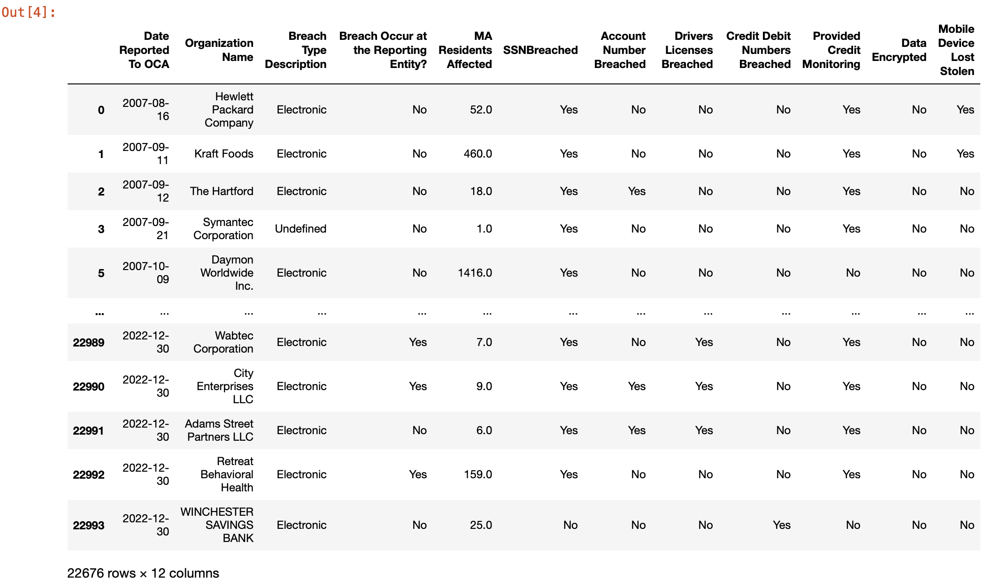 Out[4]:
Date Reported To OCA Organization Name Breach Type Description Breach Occur at the Reporting Entity? MA Residents Affected SSNBreached Account Number Breached Drivers Licenses Breached Credit Debit Numbers Breached Provided Credit Monitoring Data Encrypted Mobile Device Lost Stolen
0 2007-08-16 Hewlett Packard Company Electronic No 52.0 Yes No No No Yes No Yes
1 2007-09-11 Kraft Foods Electronic No 460.0 Yes No No No Yes No Yes
2 2007-09-12 The Hartford Electronic No 18.0 Yes Yes No No Yes No No
3 2007-09-21 Symantec Corporation Undefined No 1.0 Yes No No No Yes No No
5 2007-10-09 Daymon Worldwide Inc. Electronic No 1416.0 Yes No No No No No No
... ... ... ... ... ... ... ... ... ... ... ... ...
22989 2022-12-30 Wabtec Corporation Electronic Yes 7.0 Yes No Yes No Yes No No
22990 2022-12-30 City Enterprises LLC Electronic Yes 9.0 Yes Yes Yes No Yes No No
22991 2022-12-30 Adams Street Partners LLC Electronic No 6.0 Yes Yes Yes No Yes No No
22992 2022-12-30 Retreat Behavioral Health Electronic Yes 159.0 Yes No No No Yes No No
22993 2022-12-30 WINCHESTER SAVINGS BANK Electronic No 25.0 No No No Yes No No No
22676 rows × 12 columns